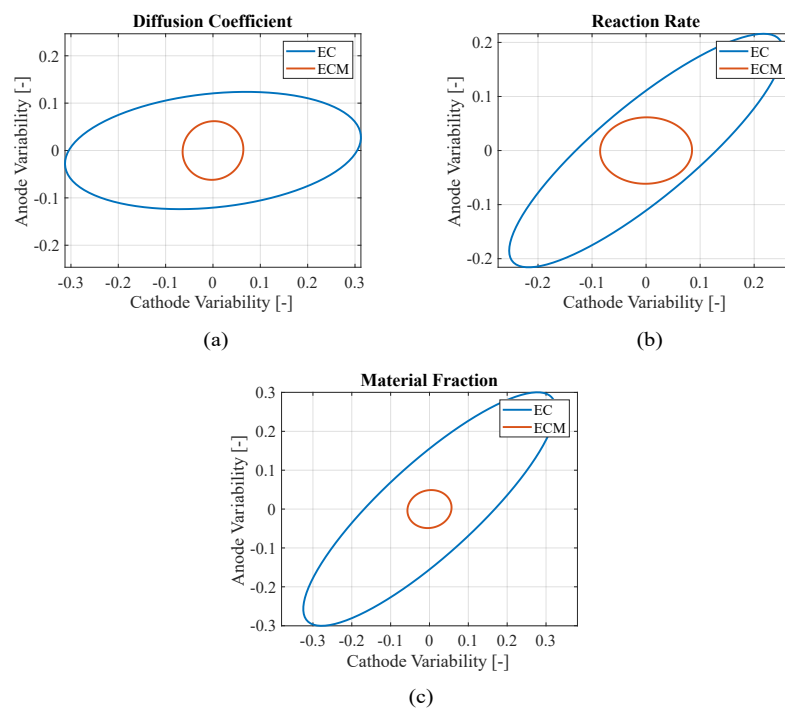 Diffusion Coefficient
EC
ECM
0.2
0.1
0
-0.1
-0.2
Anode Variability [-]
-0.3
-0.2
-0.1
0
0.1
0.2
0.3
Cathode Variability [-]
(a)
Reaction Rate
EC
ECM
0.2
0.1
0
-0.1
-0.2
Anode Variability [-]
-0.2
-0.1
0
0.1
0.2
Cathode Variability [-]
(b)
Material Fraction
EC
ECM
0.3
0.2
0.1
0
-0.1
-0.2
-0.3
Anode Variability [-]
-0.3
-0.2
-0.1
0
0.1
0.2
0.3
Cathode Variability [-]
(c)